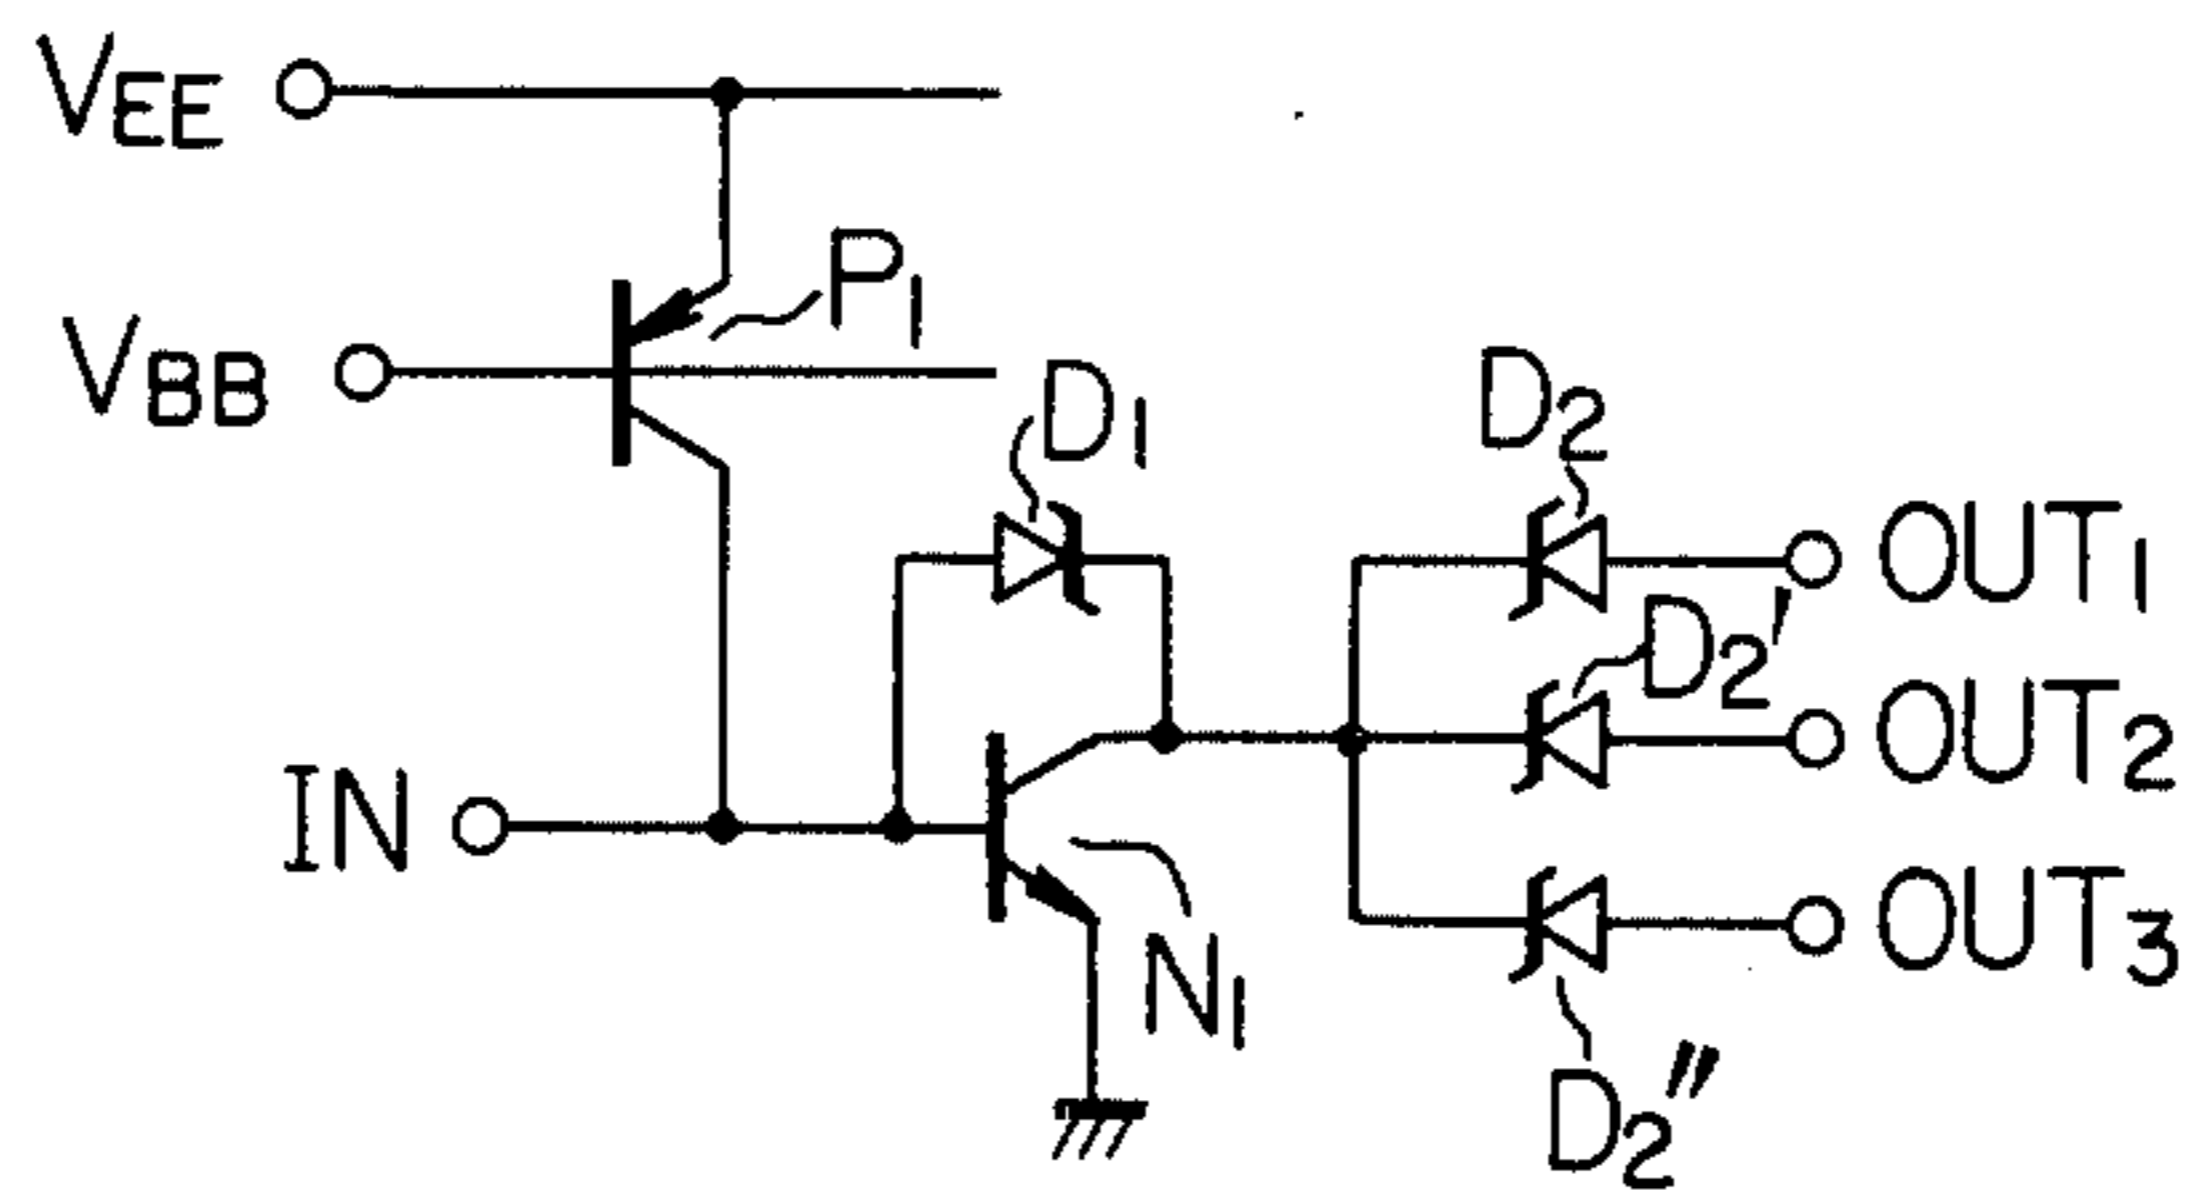 VEE
P1
VBB
D1
D2
OUT1
D2'
OUT2
IN
OUT3
N1
D2"